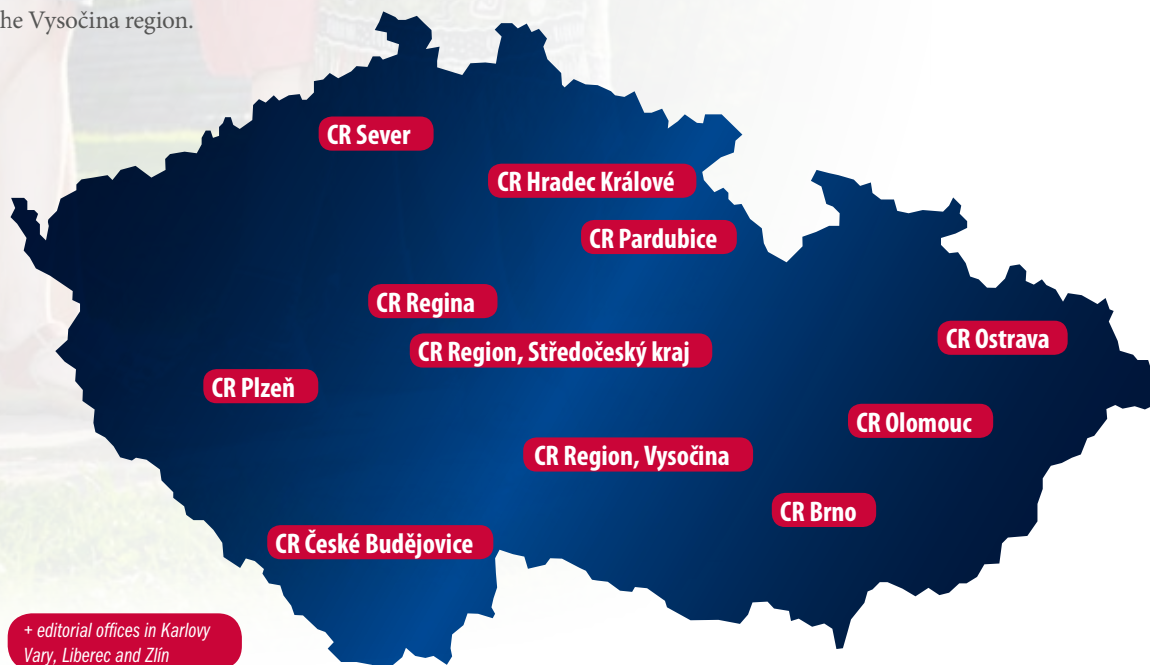 he Vysočina region.
CR Sever
CR Hradec Králové
CR Pardubice
CR Regina
CR Ostrava
CR Region, Středočeský kraj
CR Plzeň
CR Olomouc
CR Region, Vysočina
CR Brno
CR České Budějovice
+ editorial offices in Karlovy
Vary, Liberec and Zlín